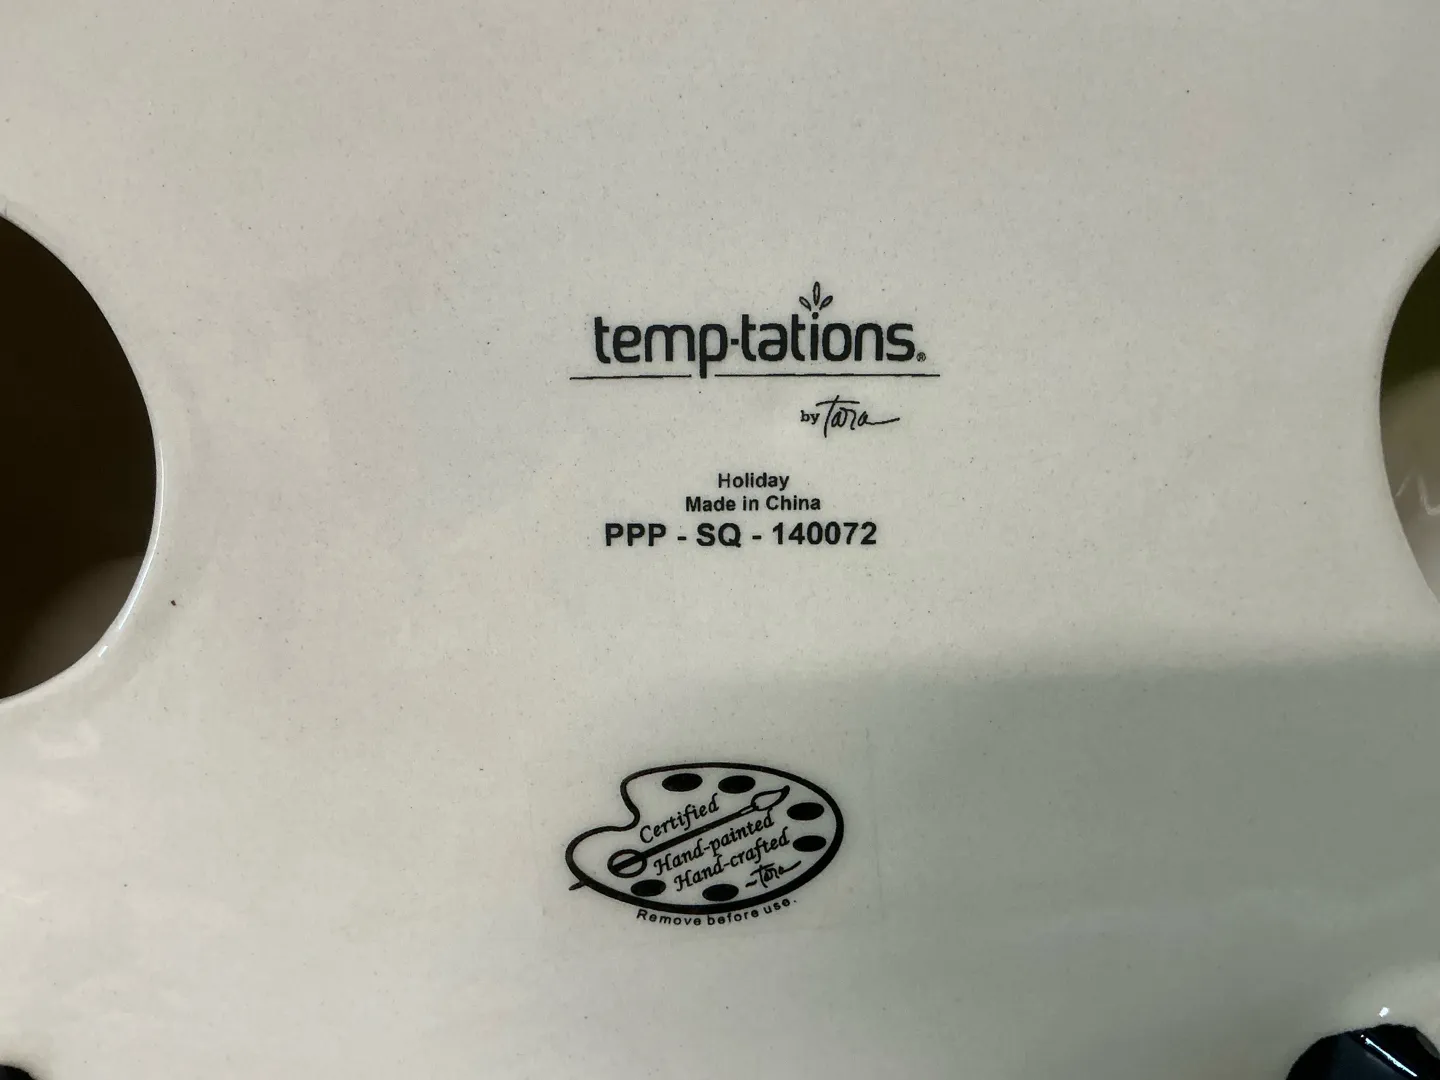 temp-tations®
by Tara
Holiday
Made in China
PPP - SQ - 140072
Certified
Hand-painted
Hand-crafted
~Tara
Remove before use.